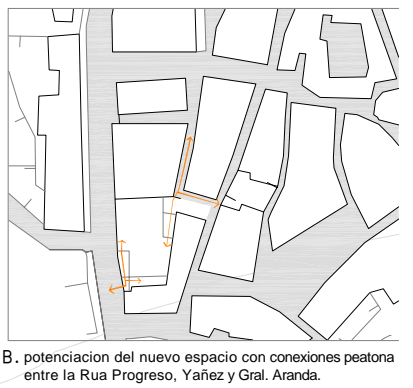 B. potenciacion del nuevo espacio con conexiones peatona
entre la Rua Progreso, Yañez y Gral. Aranda.